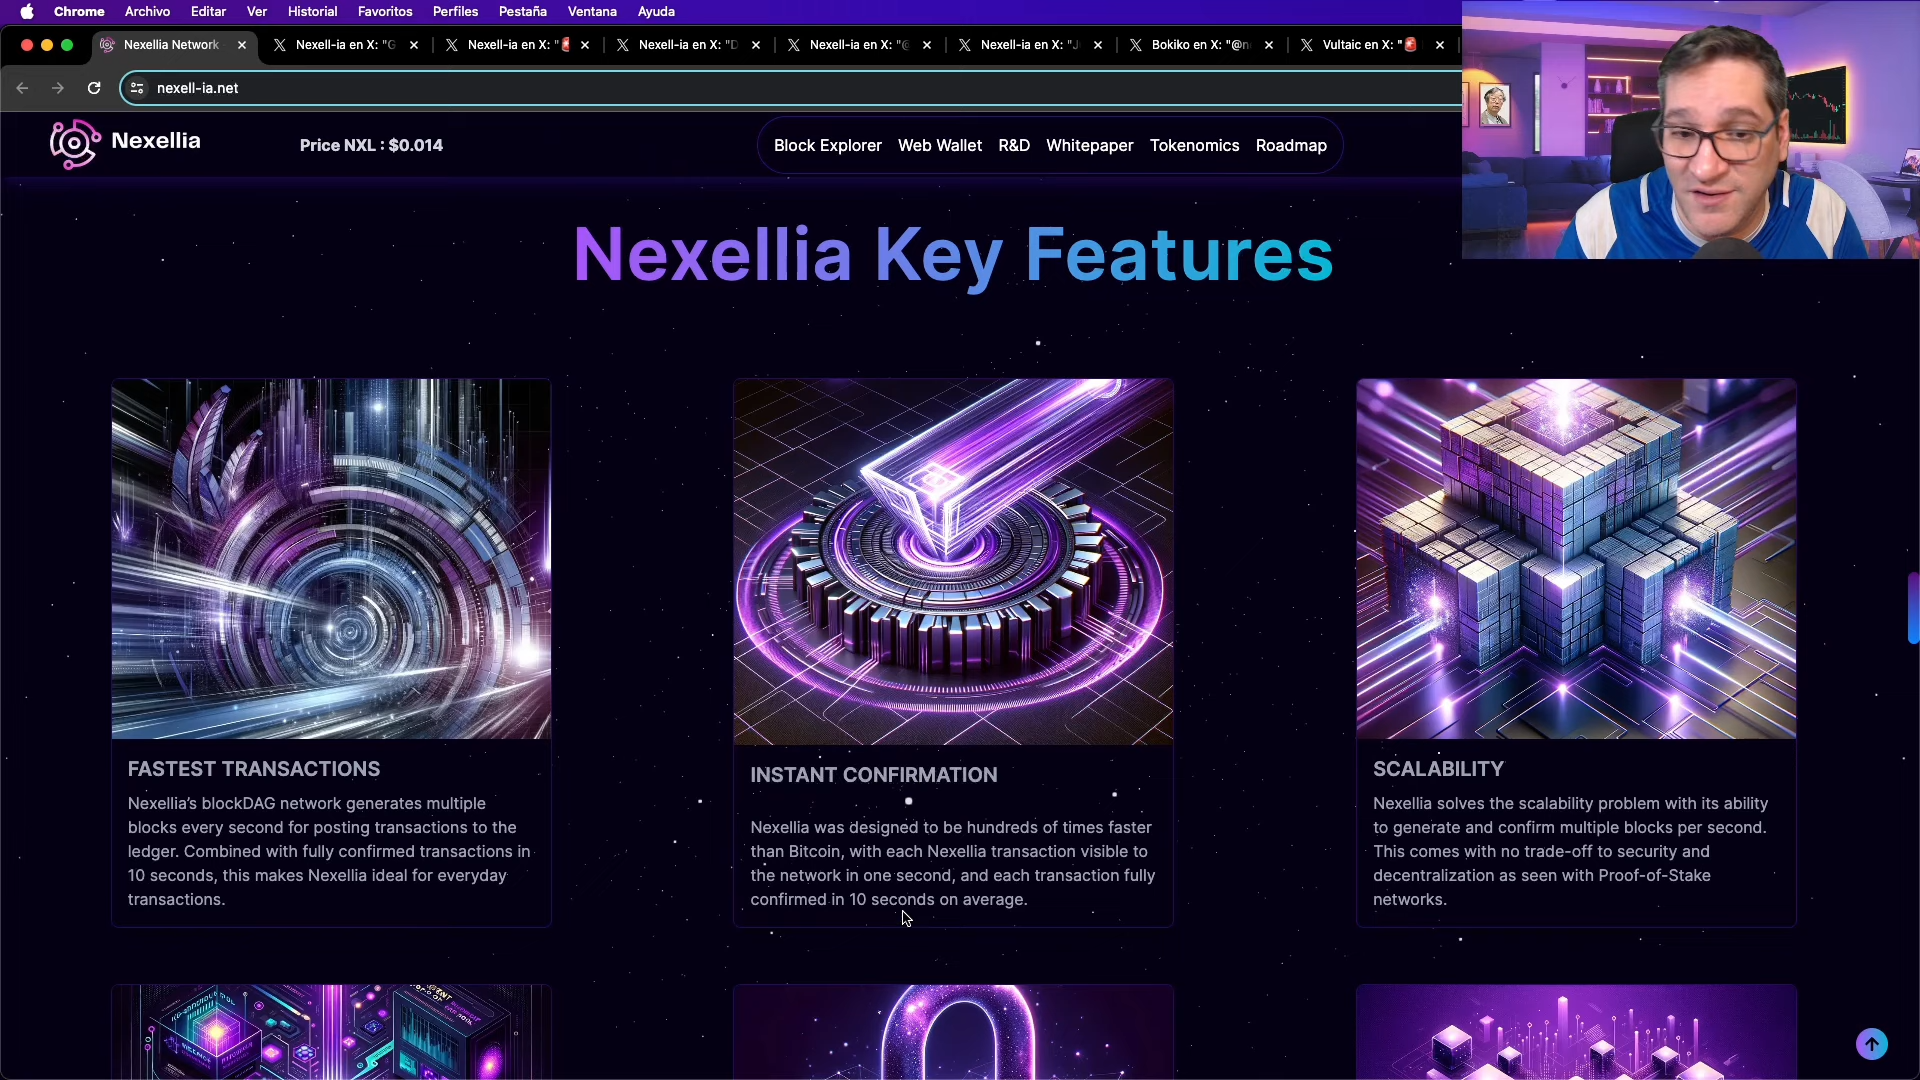 Chrome Archivo Editar Ver Historial Favoritos Perfiles Pestaña Ventana Ayuda
Nexellia Network Nexell-ia en X: "G Nexell-ia en X: "🚨 Nexell-ia en X: "D Nexell-ia en X: "@ Nexell-ia en X: "J Bokiko en X: "@n Vultaic en X: "🚨
nexell-ia.net
Nexellia Price NXL : $0.014 Block Explorer Web Wallet R&D Whitepaper Tokenomics Roadmap
Nexellia Key Features
FASTEST TRANSACTIONS
Nexellia’s blockDAG network generates multiple
blocks every second for posting transactions to the
ledger. Combined with fully confirmed transactions in
10 seconds, this makes Nexellia ideal for everyday
transactions.
INSTANT CONFIRMATION
Nexellia was designed to be hundreds of times faster
than Bitcoin, with each Nexellia transaction visible to
the network in one second, and each transaction fully
confirmed in 10 seconds on average.
SCALABILITY
Nexellia solves the scalability problem with its ability
to generate and confirm multiple blocks per second.
This comes with no trade-off to security and
decentralization as seen with Proof-of-Stake
networks.